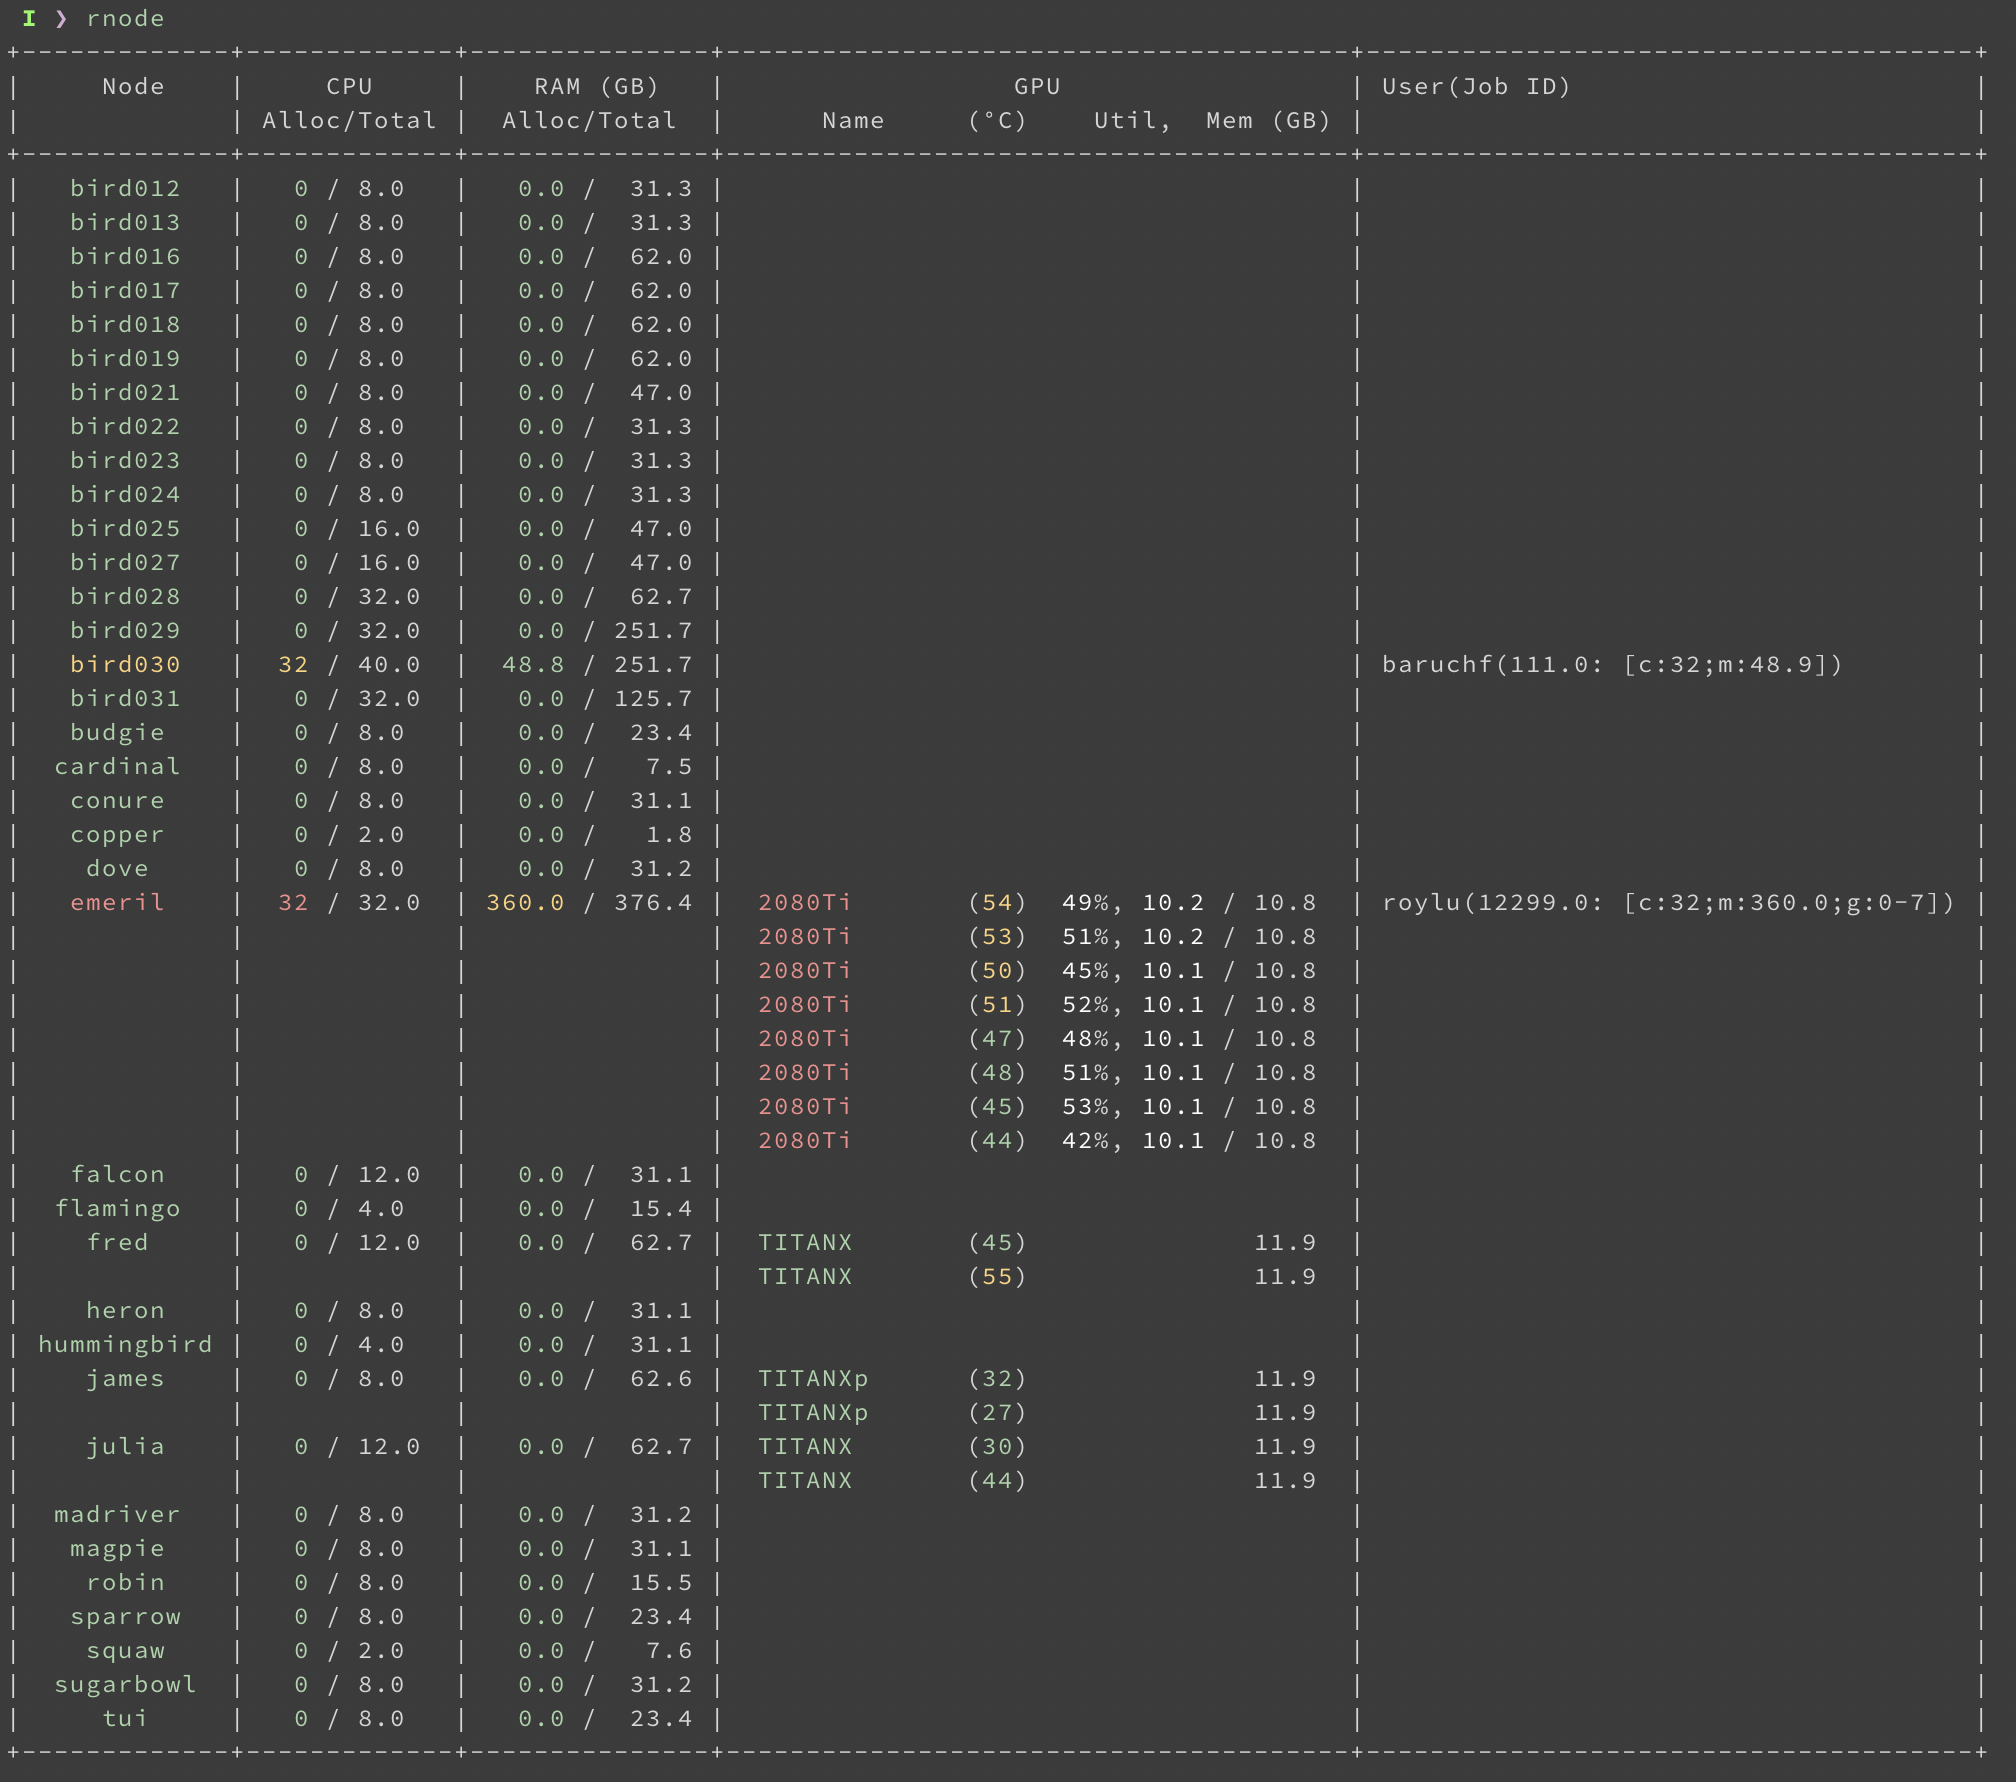 I ❯ rnode
+-------------+-------------+---------------+---------------------------------------+--------------------------------------+
|     Node    |     CPU     |    RAM (GB)   |                  GPU                  | User(Job ID)                         |
|             | Alloc/Total |  Alloc/Total  |      Name     (°C)    Util,  Mem (GB) |                                      |
+-------------+-------------+---------------+---------------------------------------+--------------------------------------+
|   bird012   |   0 / 8.0   |   0.0 /  31.3 |                                       |                                      |
|   bird013   |   0 / 8.0   |   0.0 /  31.3 |                                       |                                      |
|   bird016   |   0 / 8.0   |   0.0 /  62.0 |                                       |                                      |
|   bird017   |   0 / 8.0   |   0.0 /  62.0 |                                       |                                      |
|   bird018   |   0 / 8.0   |   0.0 /  62.0 |                                       |                                      |
|   bird019   |   0 / 8.0   |   0.0 /  62.0 |                                       |                                      |
|   bird021   |   0 / 8.0   |   0.0 /  47.0 |                                       |                                      |
|   bird022   |   0 / 8.0   |   0.0 /  31.3 |                                       |                                      |
|   bird023   |   0 / 8.0   |   0.0 /  31.3 |                                       |                                      |
|   bird024   |   0 / 8.0   |   0.0 /  31.3 |                                       |                                      |
|   bird025   |   0 / 16.0  |   0.0 /  47.0 |                                       |                                      |
|   bird027   |   0 / 16.0  |   0.0 /  47.0 |                                       |                                      |
|   bird028   |   0 / 32.0  |   0.0 /  62.7 |                                       |                                      |
|   bird029   |   0 / 32.0  |   0.0 / 251.7 |                                       |                                      |
|   bird030   |  32 / 40.0  |  48.8 / 251.7 |                                       | baruchf(111.0: [c:32;m:48.9])        |
|   bird031   |   0 / 32.0  |   0.0 / 125.7 |                                       |                                      |
|   budgie    |   0 / 8.0   |   0.0 /  23.4 |                                       |                                      |
|  cardinal   |   0 / 8.0   |   0.0 /   7.5 |                                       |                                      |
|   conure    |   0 / 8.0   |   0.0 /  31.1 |                                       |                                      |
|   copper    |   0 / 2.0   |   0.0 /   1.8 |                                       |                                      |
|    dove     |   0 / 8.0   |   0.0 /  31.2 |                                       |                                      |
|   emeril    |  32 / 32.0  | 360.0 / 376.4 |  2080Ti       (54)  49%, 10.2 / 10.8  | roylu(12299.0: [c:32;m:360.0;g:0-7]) |
|             |             |               |  2080Ti       (53)  51%, 10.2 / 10.8  |                                      |
|             |             |               |  2080Ti       (50)  45%, 10.1 / 10.8  |                                      |
|             |             |               |  2080Ti       (51)  52%, 10.1 / 10.8  |                                      |
|             |             |               |  2080Ti       (47)  48%, 10.1 / 10.8  |                                      |
|             |             |               |  2080Ti       (48)  51%, 10.1 / 10.8  |                                      |
|             |             |               |  2080Ti       (45)  53%, 10.1 / 10.8  |                                      |
|             |             |               |  2080Ti       (44)  42%, 10.1 / 10.8  |                                      |
|   falcon    |   0 / 12.0  |   0.0 /  31.1 |                                       |                                      |
|  flamingo   |   0 / 4.0   |   0.0 /  15.4 |                                       |                                      |
|    fred     |   0 / 12.0  |   0.0 /  62.7 |  TITANX       (45)              11.9  |                                      |
|             |             |               |  TITANX       (55)              11.9  |                                      |
|    heron    |   0 / 8.0   |   0.0 /  31.1 |                                       |                                      |
| hummingbird |   0 / 4.0   |   0.0 /  31.1 |                                       |                                      |
|    james    |   0 / 8.0   |   0.0 /  62.6 |  TITANXp      (32)              11.9  |                                      |
|             |             |               |  TITANXp      (27)              11.9  |                                      |
|    julia    |   0 / 12.0  |   0.0 /  62.7 |  TITANX       (30)              11.9  |                                      |
|             |             |               |  TITANX       (44)              11.9  |                                      |
|  madriver   |   0 / 8.0   |   0.0 /  31.2 |                                       |                                      |
|   magpie    |   0 / 8.0   |   0.0 /  31.1 |                                       |                                      |
|    robin    |   0 / 8.0   |   0.0 /  15.5 |                                       |                                      |
|   sparrow   |   0 / 8.0   |   0.0 /  23.4 |                                       |                                      |
|    squaw    |   0 / 2.0   |   0.0 /   7.6 |                                       |                                      |
|  sugarbowl  |   0 / 8.0   |   0.0 /  31.2 |                                       |                                      |
|     tui     |   0 / 8.0   |   0.0 /  23.4 |                                       |                                      |
+-------------+-------------+---------------+---------------------------------------+--------------------------------------+